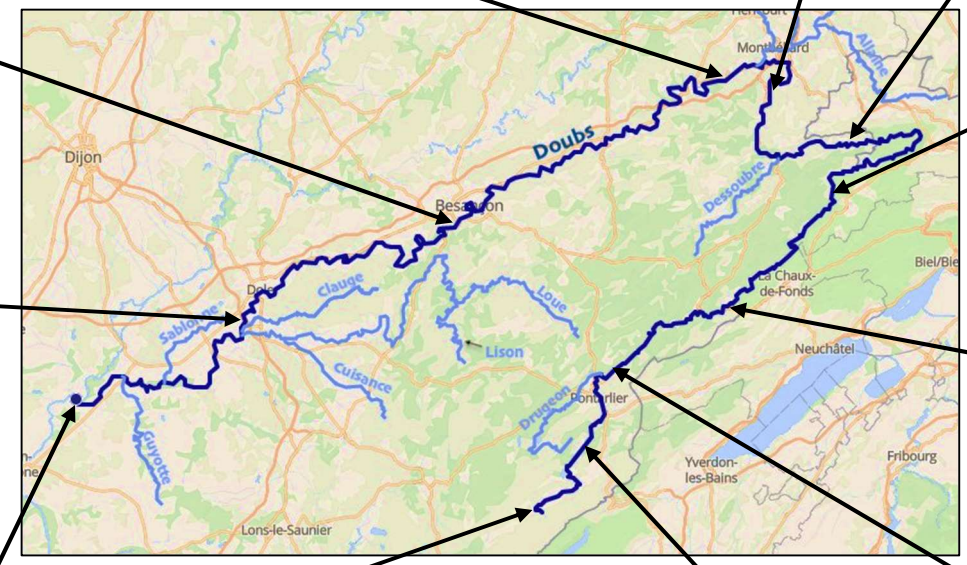 Héricourt
Montbéliard
Allaine
Dijon
Doubs
Dessoubre
Besançon
Biel/Bie
La Chaux-
de-Fonds
Dole
Clauge
Loue
Sablonne
Lison
Neuchâtel
Cuisance
Drugeon
Pontarlier
Guyotte
Yverdon-
les-Bains
Fribourg
Lons-le-Saunier